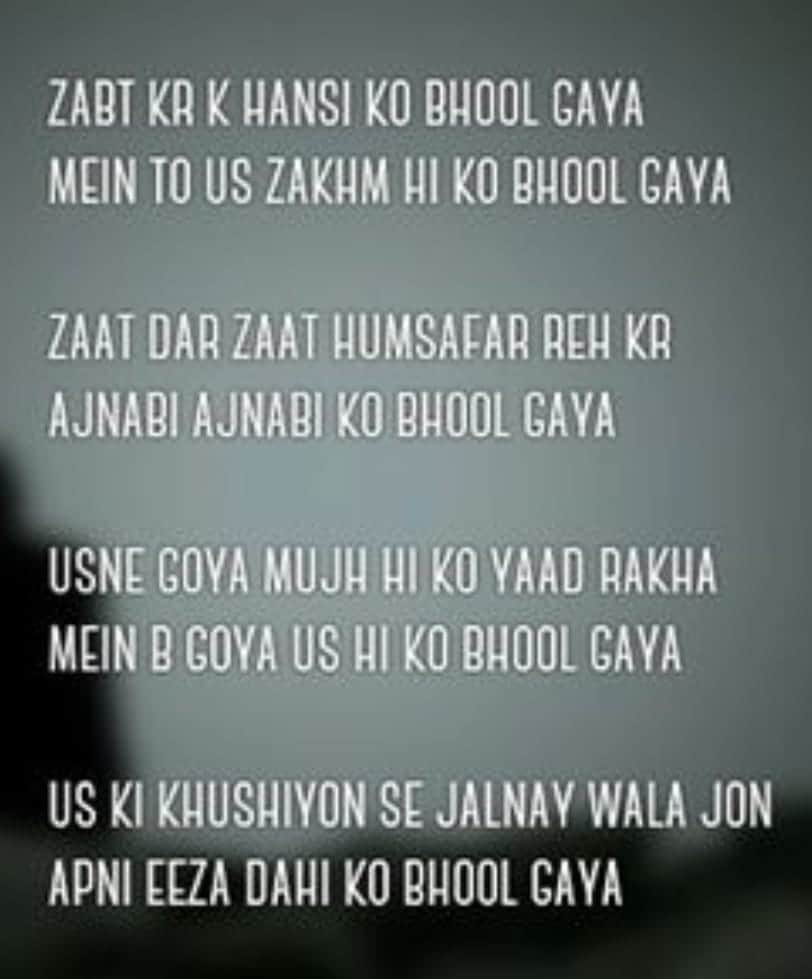 ZABT KR K HANSI KO BHOOL GAYA
MEIN TO US ZAKHM HI KO BHOOL GAYA
ZAAT DAR ZAAT HUMSAFAR REH KR
AJNABI AJNABI KO BHOOL GAYA
USNE GOYA MUJH HI KO YAAD RAKHA
MEIN B GOYA US HI KO BHOOL GAYA
US KI KHUSHIYON SE JALNAY WALA JON
APNI EEZA DAHI KO BHOOL GAYA